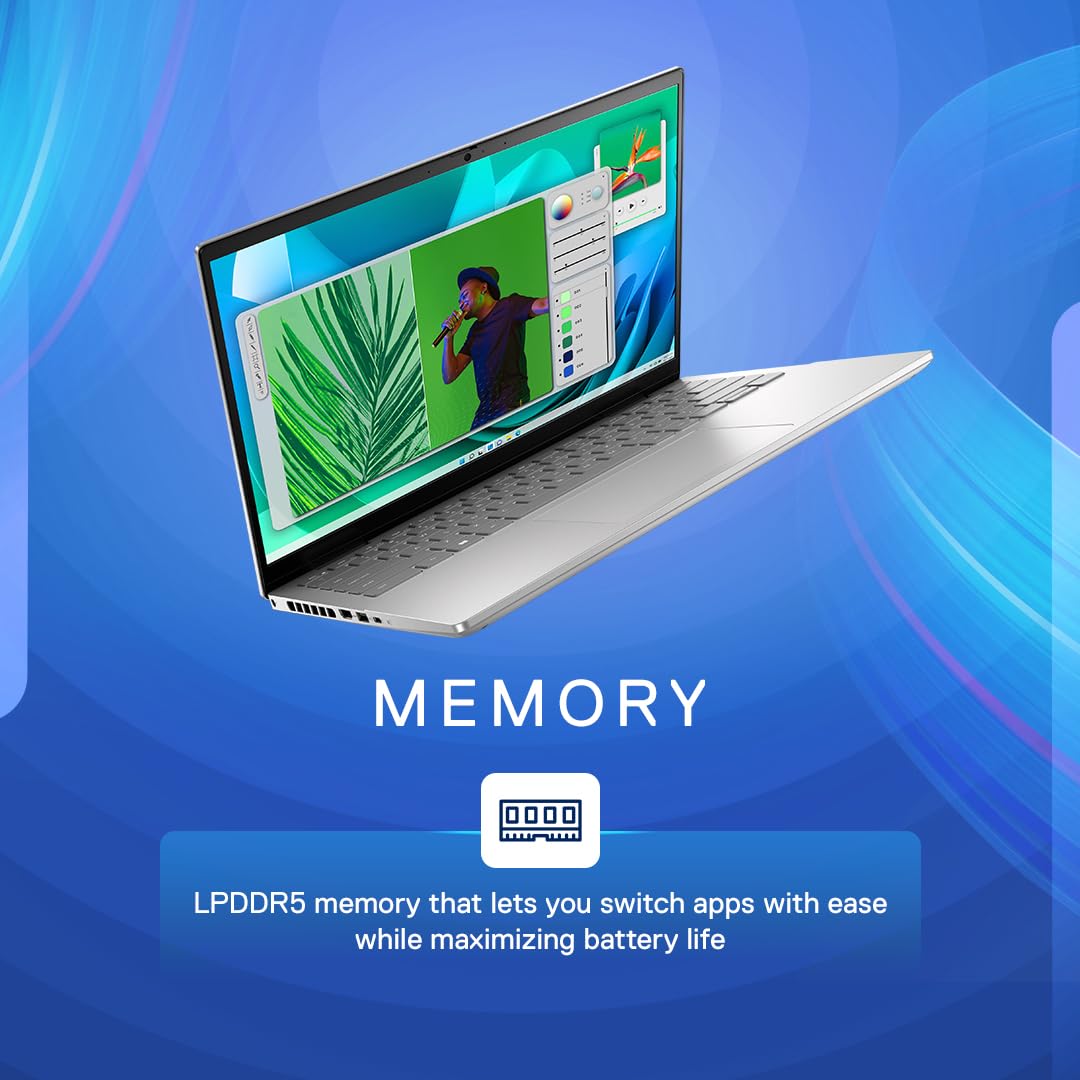 MEMORY
LPDDR5 memory that lets you switch apps with ease
while maximizing battery life